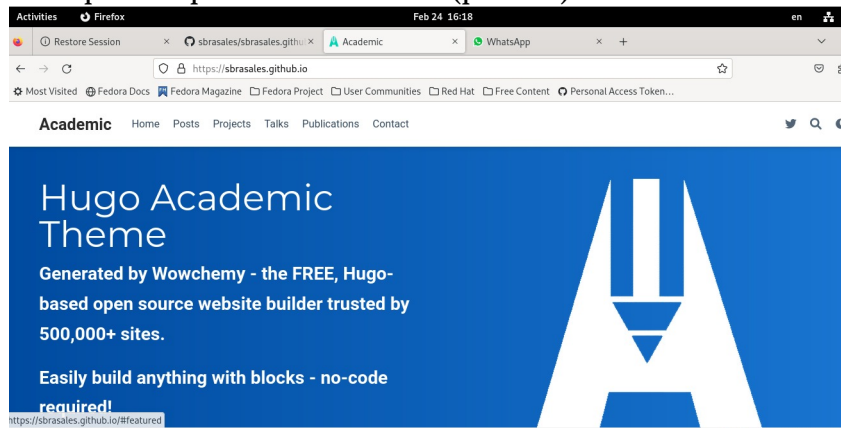 Activities Firefox Feb 24 16:18 en
Restore Session × sbrasales/sbrasales.githu × Academic × WhatsApp × +
https://sbrasales.github.io
Most Visited Fedora Docs Fedora Magazine Fedora Project User Communities Red Hat Free Content Personal Access Token...
Academic Home Posts Projects Talks Publications Contact
Hugo Academic
Theme
Generated by Wowchemy - the FREE, Hugo-
based open source website builder trusted by
500,000+ sites.
Easily build anything with blocks - no-code
required!
https://sbrasales.github.io/#featured